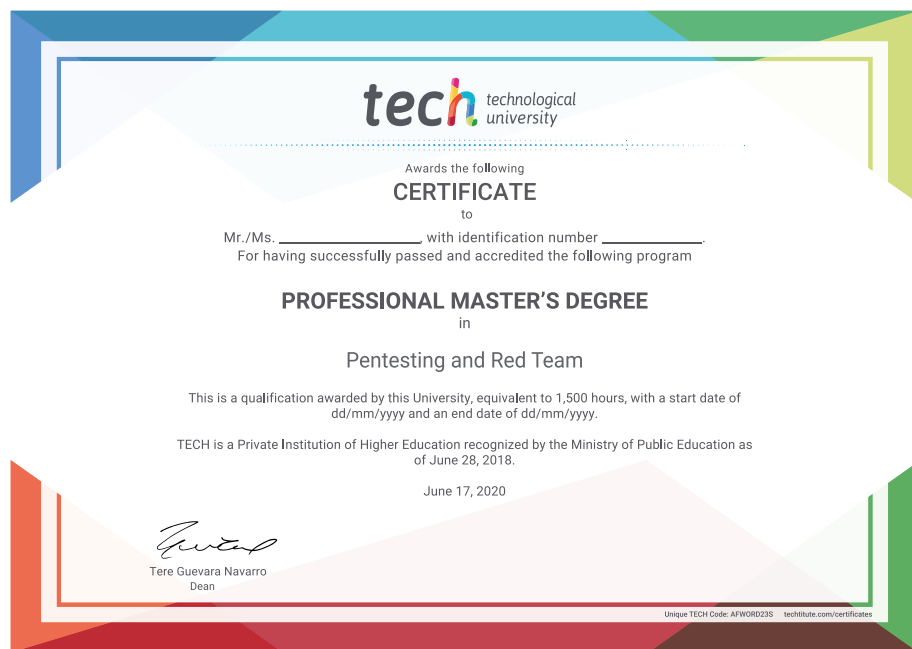 tech technological
university
Awards the following
CERTIFICATE
to
Mr./Ms. ____________________, with identification number ______________.
For having successfully passed and accredited the following program
PROFESSIONAL MASTER'S DEGREE
in
Pentesting and Red Team
This is a qualification awarded by this University, equivalent to 1,500 hours, with a start date of
dd/mm/yyyy and an end date of dd/mm/yyyy.
TECH is a Private Institution of Higher Education recognized by the Ministry of Public Education as
of June 28, 2018.
June 17, 2020
Tere Guevara Navarro
Dean
Unique TECH Code: AFWORD23S techtitute.com/certificates